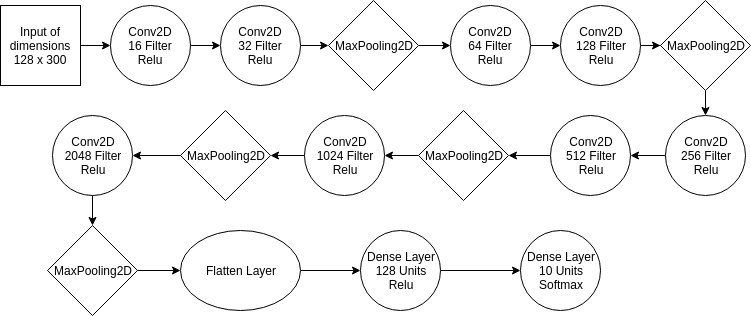 Input of
dimensions
128 x 300
Conv2D
16 Filter
Relu
Conv2D
32 Filter
Relu
MaxPooling2D
Conv2D
64 Filter
Relu
Conv2D
128 Filter
Relu
MaxPooling2D
Conv2D
256 Filter
Relu
Conv2D
512 Filter
Relu
MaxPooling2D
Conv2D
1024 Filter
Relu
MaxPooling2D
Conv2D
2048 Filter
Relu
MaxPooling2D
Flatten Layer
Dense Layer
128 Units
Relu
Dense Layer
10 Units
Softmax